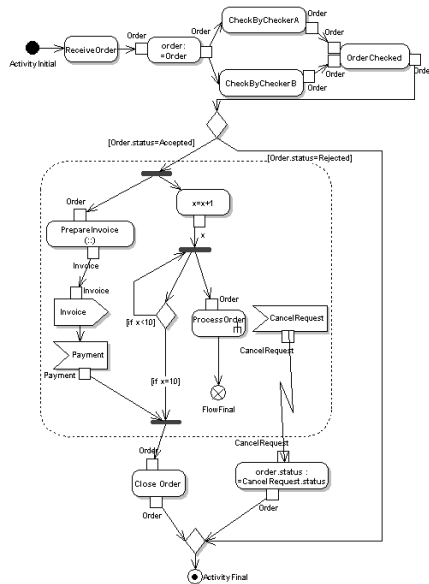 Order
CheckByCheckerA
Order
Order
ReceiveOrder
order:
=Order
Order
Order
OrderChecked
Order
Activity Initial
CheckByCheckerB
Order
[Order.status=Accepted]
[Order.status=Rejected]
Order
x=x+1
PrepareInvoice
(::)
x
Invoice
Invoice
Order
Invoice
ProcessOrder
CancelRequest
[if x<10]
CancelRequest
Payment
Payment
[if x=10]
FlowFinal
Order
CancelRequest
Close Order
order.status :
=CancelRequest.status
Order
Order
Activity Final